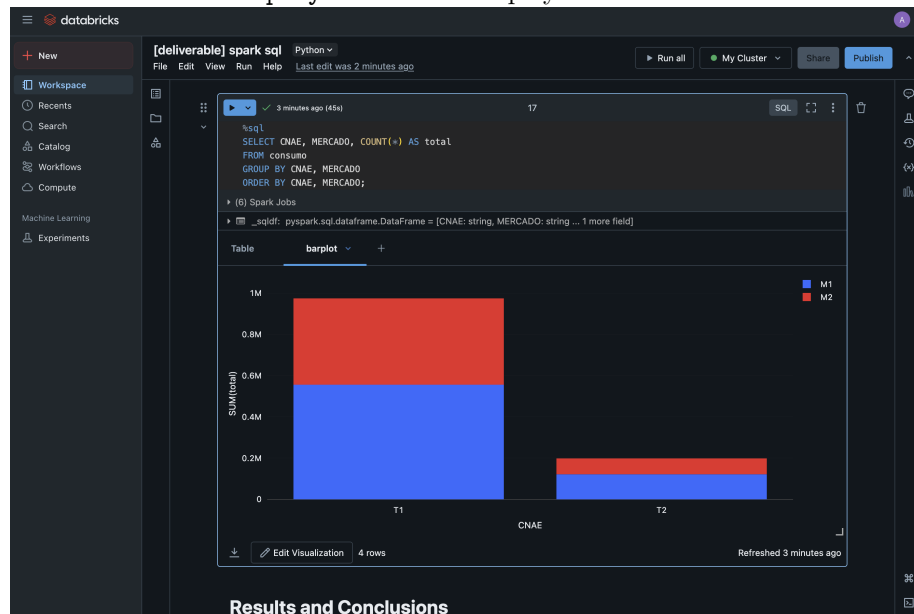 databricks
A
New
Workspace
Recents
Search
Catalog
Workflows
Compute
Machine Learning
Experiments
[deliverable] spark sql Python
File Edit View Run Help Last edit was 2 minutes ago
Run all My Cluster Share Publish
3 minutes ago (45s) 17 SQL
%sql
SELECT CNAE, MERCADO, COUNT(*) AS total
FROM consumo
GROUP BY CNAE, MERCADO
ORDER BY CNAE, MERCADO;
(6) Spark Jobs
_sqldf: pyspark.sql.dataframe.DataFrame = [CNAE: string, MERCADO: string ... 1 more field]
Table barplot +
M1
M2
1M
0.8M
0.6M
0.4M
0.2M
0
SUM(total)
T1 T2
CNAE
Edit Visualization 4 rows Refreshed 3 minutes ago
Results and Conclusions